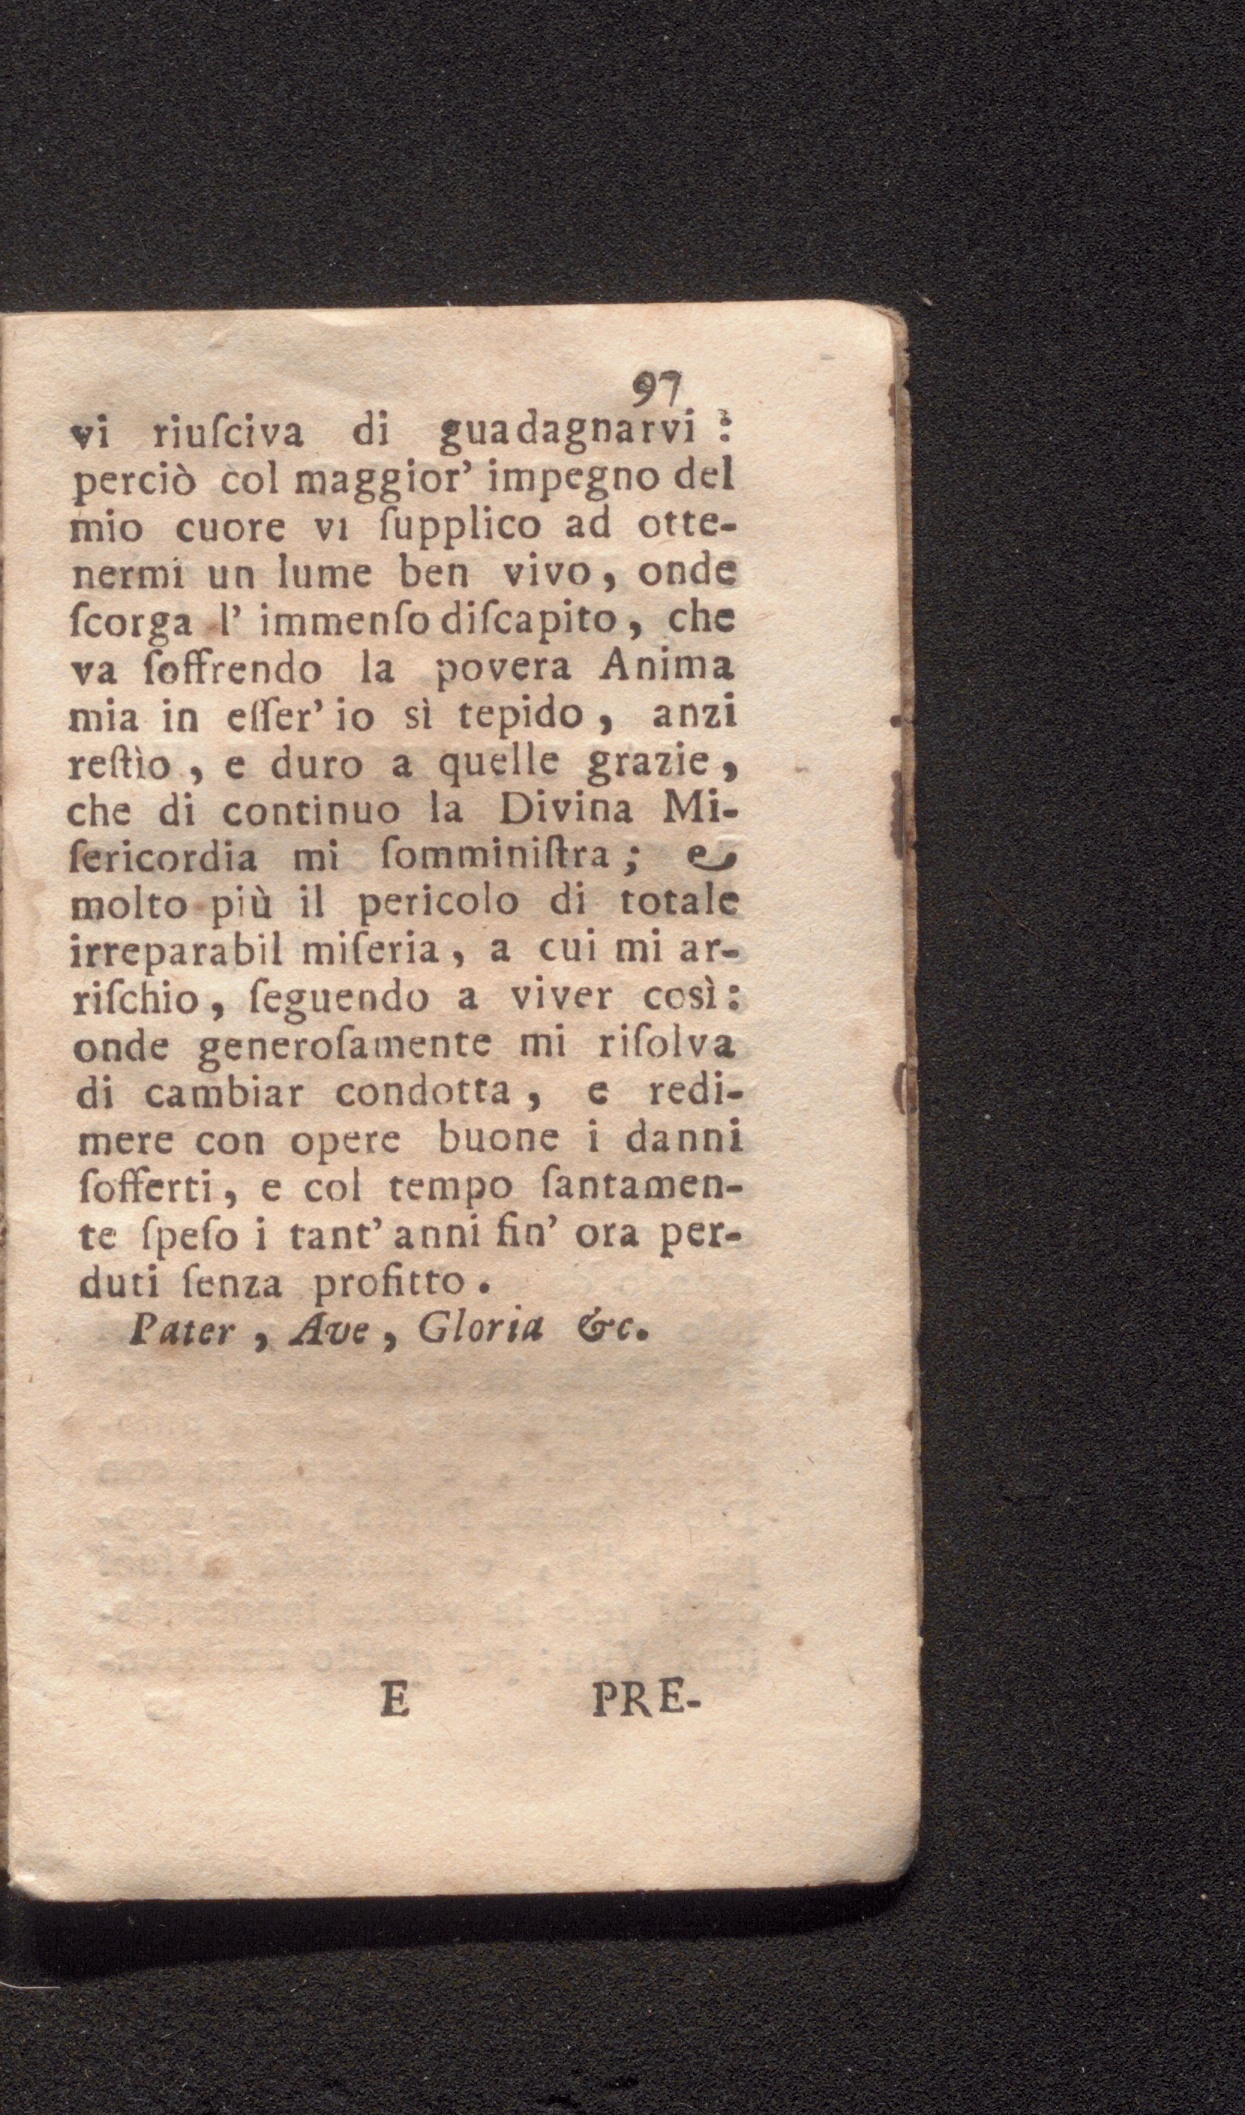 97
vi riuſciva di guadagnarvi :
perciò col maggior' impegno del
mio cuore vi ſupplico ad otte-
nermi un lume ben vivo, onde
ſcorga l' immenſo diſcapito, che
va ſoffrendo la povera Anima
mia in eſſer' io sì tepido, anzi
reſtìo, e duro a quelle grazie,
che di continuo la Divina Mi-
ſericordia mi ſomminiſtra; e
molto più il pericolo di totale
irreparabil miſeria, a cui mi ar-
riſchio, ſeguendo a viver così:
onde generoſamente mi riſolva
di cambiar condotta, e redi-
mere con opere buone i danni
ſofferti, e col tempo ſantamen-
te ſpeſo i tant' anni fin' ora per-
duti ſenza profitto.
Pater, Ave, Gloria &c.
E PRE-